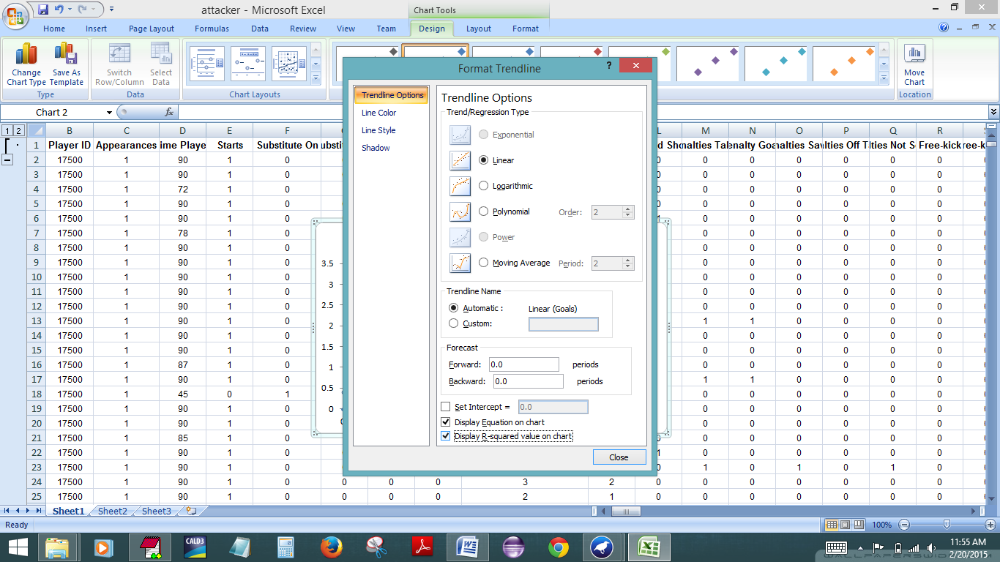 attacker - Microsoft Excel
Chart Tools
Home Insert Page Layout Formulas Data Review View Team Design Layout Format
Change Chart Type
Save As Template
Switch Row/Column
Select Data
Move Chart
Type Data Chart Layouts Location
Chart 2
fx
1 2
B C D E F L M N O P Q R
1 Player ID Appearances ime Playe Starts Substitute On ubstit d Sho enalties Tak enalty Goa enalties Sav lties Off T lties Not S Free-kick ree-k
2 17500 1 90 1 0 0 0 0 0 0 0 0
3 17500 1 90 1 0 0 0 0 0 0 0 0
4 17500 1 72 1 0 0 0 0 0 0 0 0
5 17500 1 90 1 0 0 0 0 0 0 0 0
6 17500 1 90 1 0 1 0 0 0 0 0 0
7 17500 1 78 1 0 0 0 0 0 0 0
8 17500 1 90 1 0 0 0 0 0 0 0
9 17500 1 90 1 0 0 0 0 0 0 0
10 17500 1 90 1 0 0 0 0 0 0 0
11 17500 1 90 1 0 0 0 0 0 0 0
12 17500 1 90 1 0 0 0 0 0 0 0
13 17500 1 90 1 0 1 1 0 0 0 0
14 17500 1 90 1 0 0 0 0 0 0 0
15 17500 1 90 1 0 0 0 0 0 0 0
16 17500 1 87 1 0 0 0 0 0 0 0
17 17500 1 90 1 0 1 1 0 0 0 0
18 17500 1 45 0 1 0 0 0 0 0 0
19 17500 1 90 1 0 0 0 0 0 0 0
20 17500 1 90 1 0 0 0 0 0 0 0
21 17500 1 85 1 0 0 0 0 0 0 0 0
22 17500 1 90 1 0 1 0 0 0 0 0 0
23 17500 1 90 1 0 0 1 0 1 0 1 0
24 17500 1 90 1 0 0 0 0 3 2 0 0 0 0 0 0 0
25 17500 1 90 1 0 0 0 0 2 1 0 0 0 0 0 0 0
3.5
3
2.5
2
1.5
1
0.5
0
Format Trendline
?
Trendline Options
Line Color
Line Style
Shadow
Trendline Options
Trend/Regression Type
Exponential
Linear
Logarithmic
Polynomial Order: 2
Power
Moving Average Period: 2
Trendline Name
Automatic : Linear (Goals)
Custom:
Forecast
Forward: 0.0 periods
Backward: 0.0 periods
Set Intercept = 0.0
Display Equation on chart
Display R-squared value on chart
Close
Sheet1 Sheet2 Sheet3
Ready
100%
CALD3
11:55 AM
2/20/2015